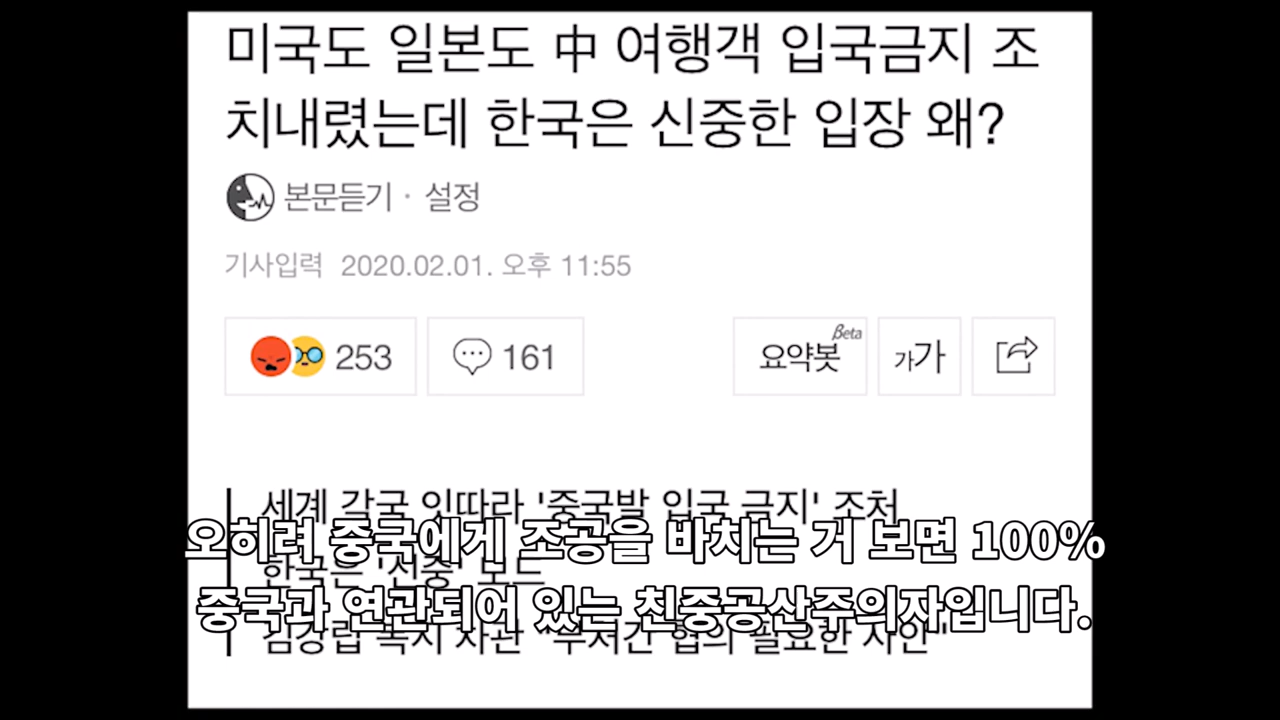 미국도 일본도 中 여행객 입국금지 조
치내렸는데 한국은 신중한 입장 왜?
본문듣기 · 설정
기사입력 2020.02.01. 오후 11:55
253
161
요약봇 Beta
가가
세계 각국 잇따라 '중국발 입국 금지' 조처
오히려 중국에게 조공을 바치는 거 보면 100%
한국은 '신중' 모드
중국과 연관되어 있는 친중공산주의자입니다.
김강립 복지 차관 "부처간 협의 필요한 사안"